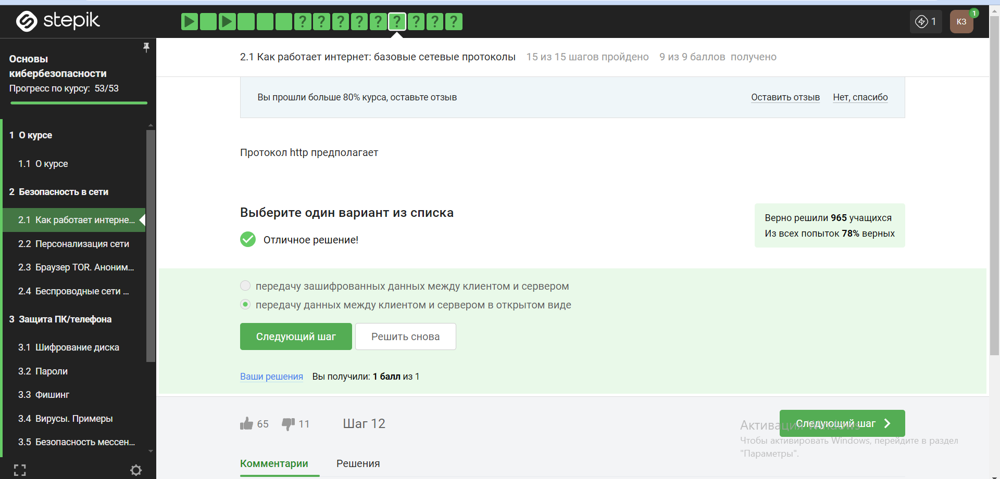 stepik
? ? ? ? ? ? ? ? ?
1
КЗ
1
Основы
кибербезопасности
Прогресс по курсу: 53/53
1 О курсе
1.1 О курсе
2 Безопасность в сети
2.1 Как работает интерне...
2.2 Персонализация сети
2.3 Браузер TOR. Аноним...
2.4 Беспроводные сети ...
3 Защита ПК/телефона
3.1 Шифрование диска
3.2 Пароли
3.3 Фишинг
3.4 Вирусы. Примеры
3.5 Безопасность мессен...
2.1 Как работает интернет: базовые сетевые протоколы 15 из 15 шагов пройдено 9 из 9 баллов получено
Вы прошли больше 80% курса, оставьте отзыв Оставить отзыв Нет, спасибо
Протокол http предполагает
Выберите один вариант из списка
Отличное решение!
Верно решили 965 учащихся
Из всех попыток 78% верных
передачу зашифрованных данных между клиентом и сервером
передачу данных между клиентом и сервером в открытом виде
Следующий шаг Решить снова
Ваши решения Вы получили: 1 балл из 1
65 11 Шаг 12 Следующий шаг
Активация Windows
Чтобы активировать Windows, перейдите в раздел
"Параметры".
Комментарии Решения